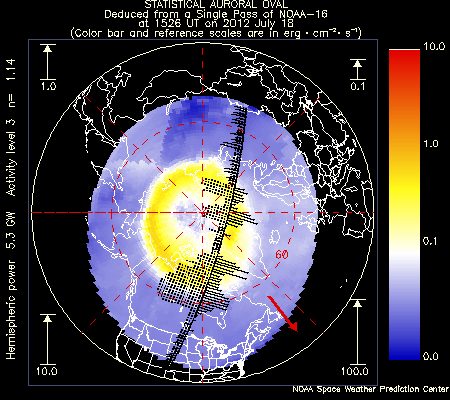 STATISTICAL AURORAL OVAL
Deduced from a Single Pass of NOAA-16
at 1526 UT on 2012 July 18
(Color bar and reference scales are in erg · cm⁻² · s⁻¹)
Hemispheric power 5.3 GW Activity level 3 n= 1.14
1.0
0.1
10.0
100.0
60
10.0
1.0
0.1
0.0
NOAA Space Weather Prediction Center